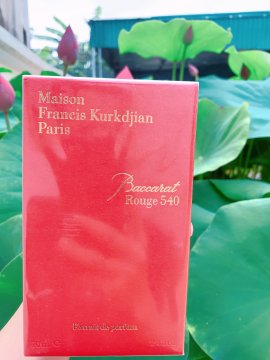 Maison
Francis Kurkdjian
Paris
Baccarat
Rouge 540
Extrait de parfum